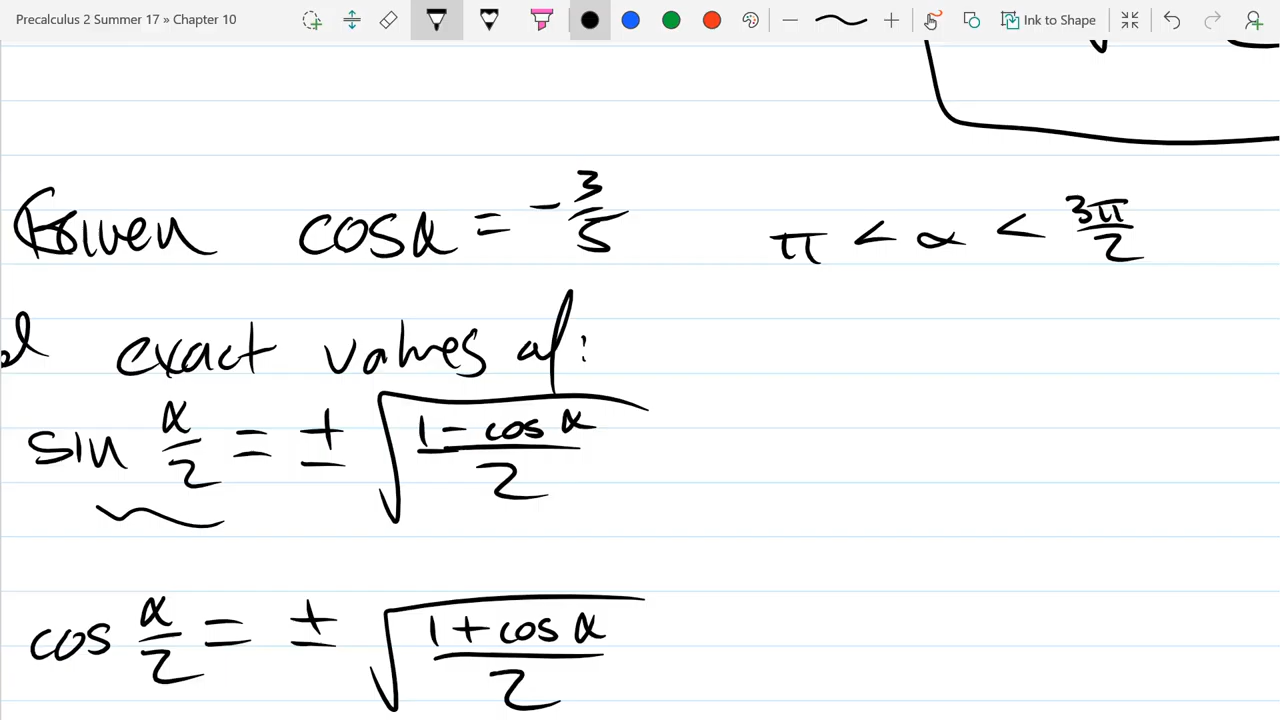 Precalculus 2 Summer 17 » Chapter 10
Ink to Shape
Given cosα = -3/5 π < α < 3π/2
exact values of:
sin α/2 = ± √((1 - cos α)/2)
cos α/2 = ± √((1 + cos α)/2)